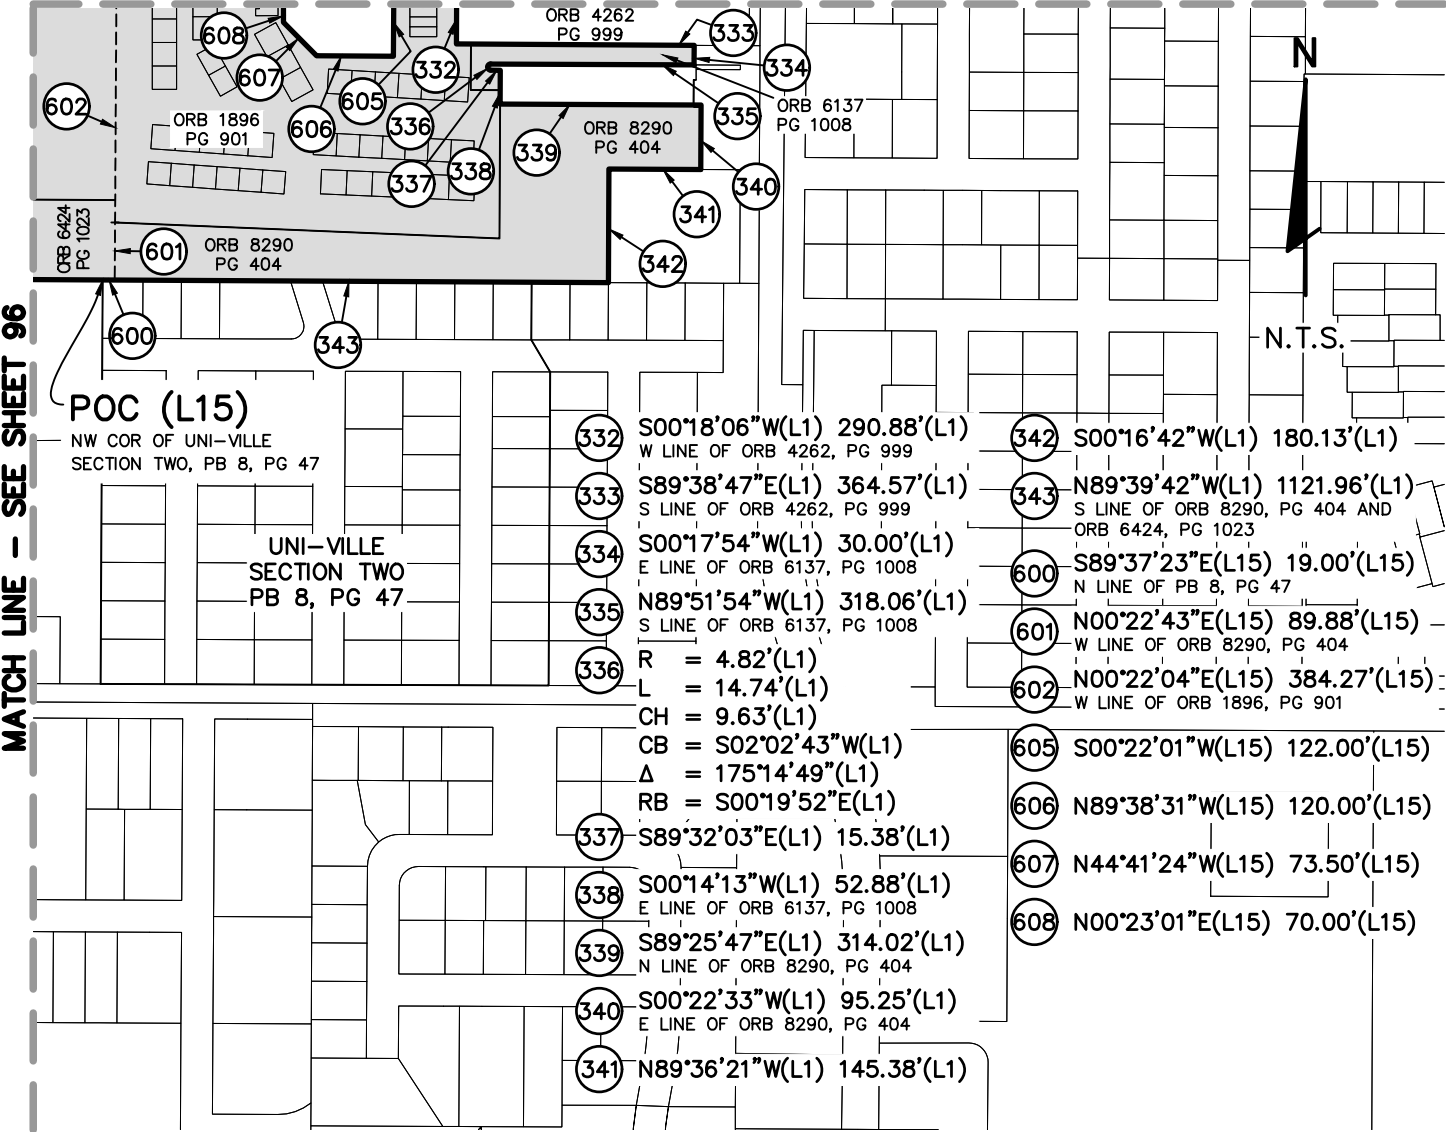 608
607
602
ORB 1896
PG 901
606
605
332
336
337
338
ORB 4262
PG 999
333
334
335
ORB 6137
PG 1008
339
ORB 8290
PG 404
340
341
342
N
N.T.S.
ORB 6424
PG 1023
601
ORB 8290
PG 404
600
343
MATCH LINE - SEE SHEET 96
POC (L15)
NW COR OF UNI-VILLE
SECTION TWO, PB 8, PG 47
UNI-VILLE
SECTION TWO
PB 8, PG 47
332 S00°18'06"W(L1) 290.88'(L1)
W LINE OF ORB 4262, PG 999
333 S89°38'47"E(L1) 364.57'(L1)
S LINE OF ORB 4262, PG 999
334 S00°17'54"W(L1) 30.00'(L1)
E LINE OF ORB 6137, PG 1008
335 N89°51'54"W(L1) 318.06'(L1)
S LINE OF ORB 6137, PG 1008
336 R = 4.82'(L1)
L = 14.74'(L1)
CH = 9.63'(L1)
CB = S02°02'43"W(L1)
Δ = 175°14'49"(L1)
RB = S00°19'52"E(L1)
337 S89°32'03"E(L1) 15.38'(L1)
338 S00°14'13"W(L1) 52.88'(L1)
E LINE OF ORB 6137, PG 1008
339 S89°25'47"E(L1) 314.02'(L1)
N LINE OF ORB 8290, PG 404
340 S00°22'33"W(L1) 95.25'(L1)
E LINE OF ORB 8290, PG 404
341 N89°36'21"W(L1) 145.38'(L1)
342 S00°16'42"W(L1) 180.13'(L1)
343 N89°39'42"W(L1) 1121.96'(L1)
S LINE OF ORB 8290, PG 404 AND
ORB 6424, PG 1023
600 S89°37'23"E(L15) 19.00'(L15)
N LINE OF PB 8, PG 47
601 N00°22'43"E(L15) 89.88'(L15)
W LINE OF ORB 8290, PG 404
602 N00°22'04"E(L15) 384.27'(L15)
W LINE OF ORB 1896, PG 901
605 S00°22'01"W(L15) 122.00'(L15)
606 N89°38'31"W(L15) 120.00'(L15)
607 N44°41'24"W(L15) 73.50'(L15)
608 N00°23'01"E(L15) 70.00'(L15)